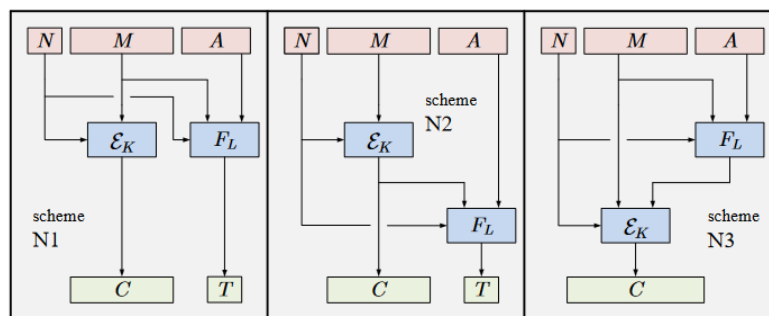 N M A
ℰ_K F_L
scheme
N1
C T
N M A
scheme
N2
ℰ_K
F_L
C T
N M A
F_L
ℰ_K
scheme
N3
C